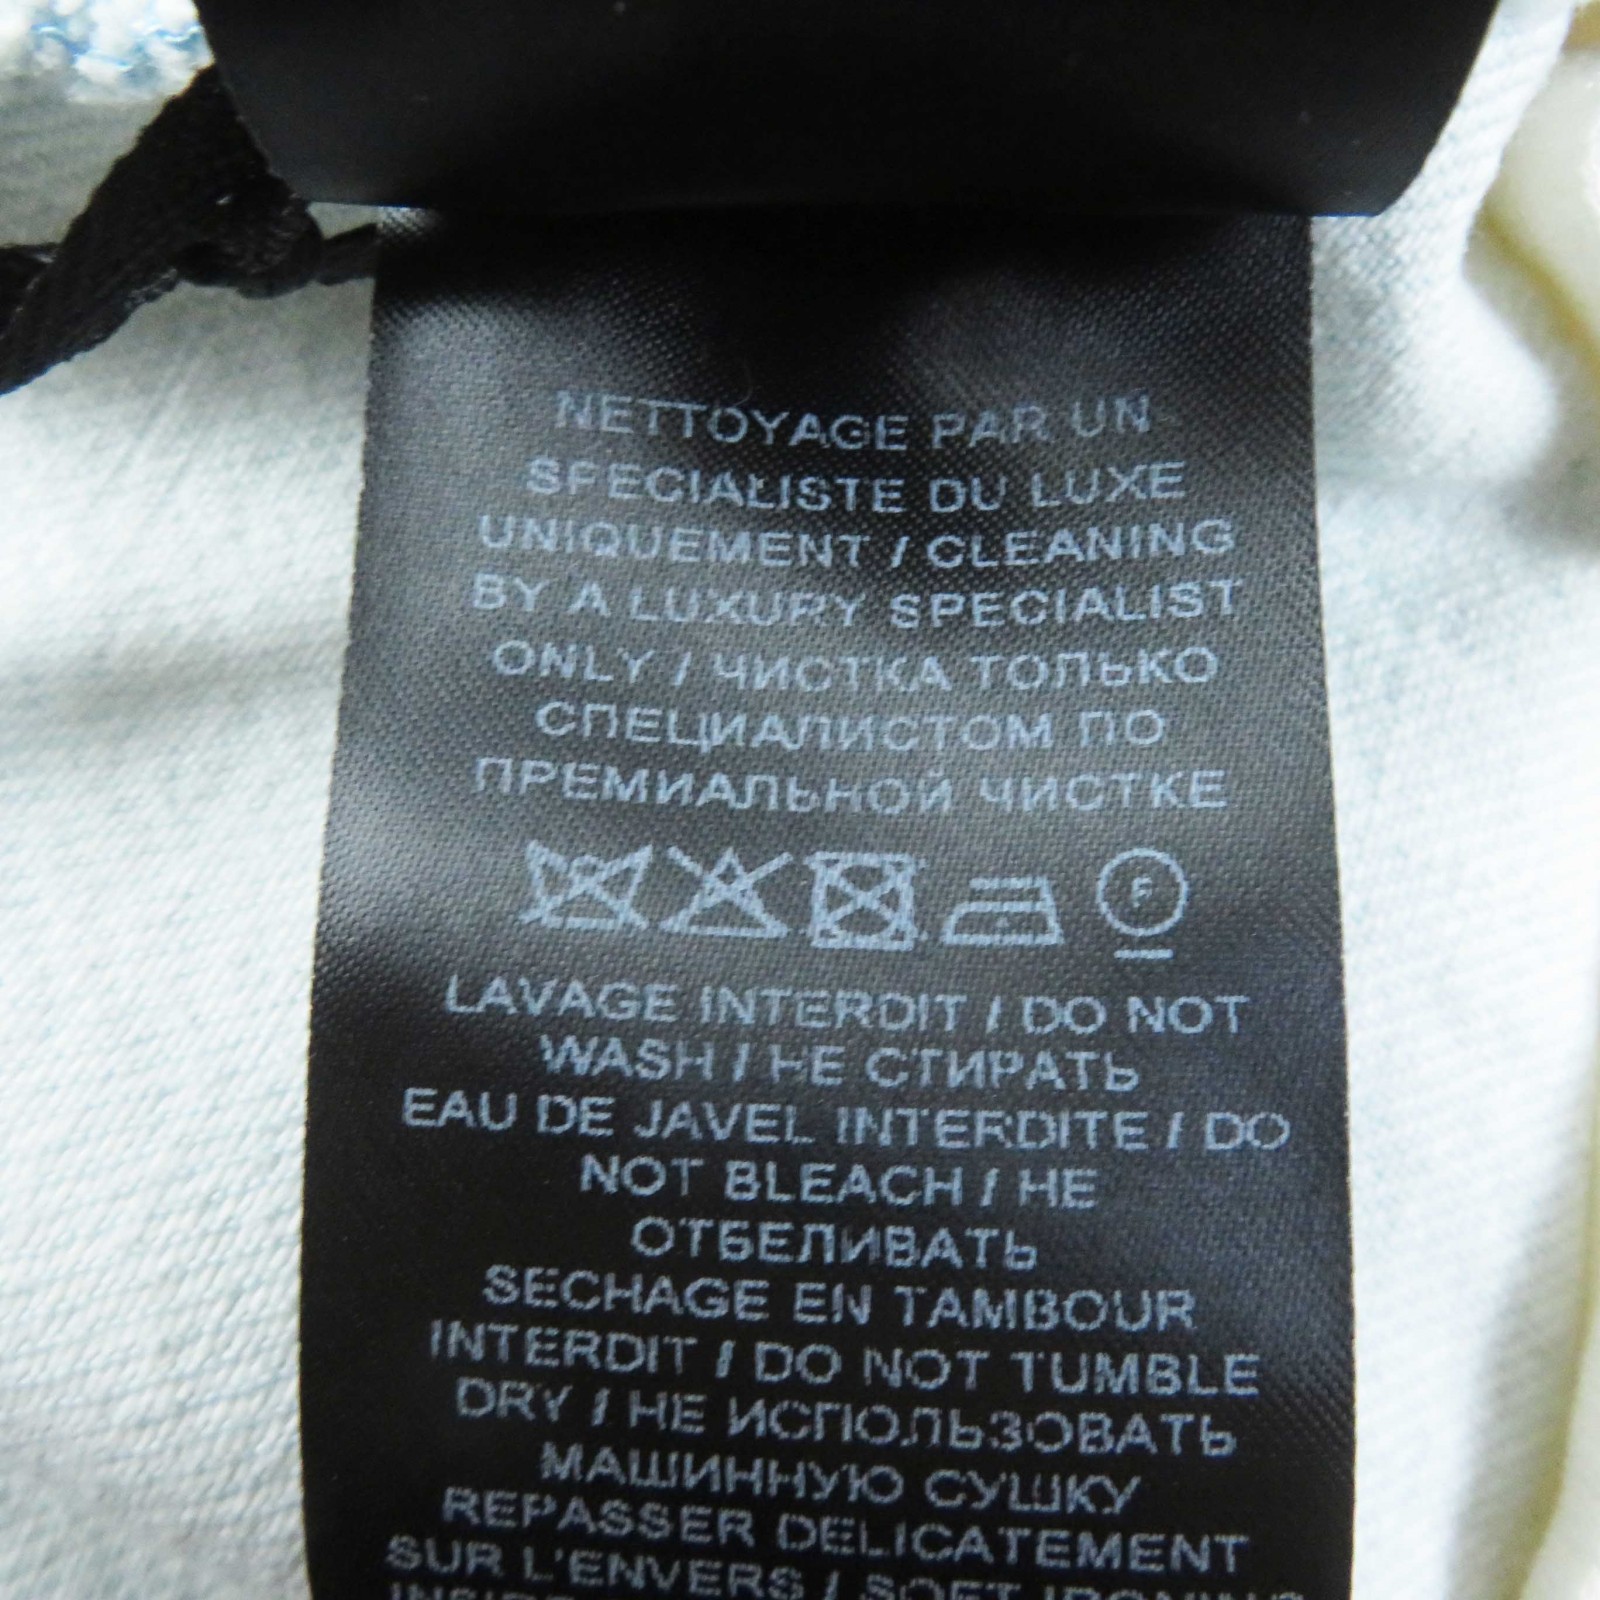 NETTOYAGE PAR UN
SPECIALISTE DU LUXE
UNIQUEMENT / CLEANING
BY A LUXURY SPECIALIST
ONLY / ЧИСТКА ТОЛЬКО
СПЕЦИАЛИСТОМ ПО
ПРЕМИАЛЬНОЙ ЧИСТКЕ
F
LAVAGE INTERDIT / DO NOT
WASH / НЕ СТИРАТЬ
EAU DE JAVEL INTERDITE / DO
NOT BLEACH / НЕ
ОТБЕЛИВАТЬ
SECHAGE EN TAMBOUR
INTERDIT / DO NOT TUMBLE
DRY / НЕ ИСПОЛЬЗОВАТЬ
МАШИННУЮ СУШКУ
REPASSER DELICATEMENT
SUR L'ENVERS / SOFT IRONING